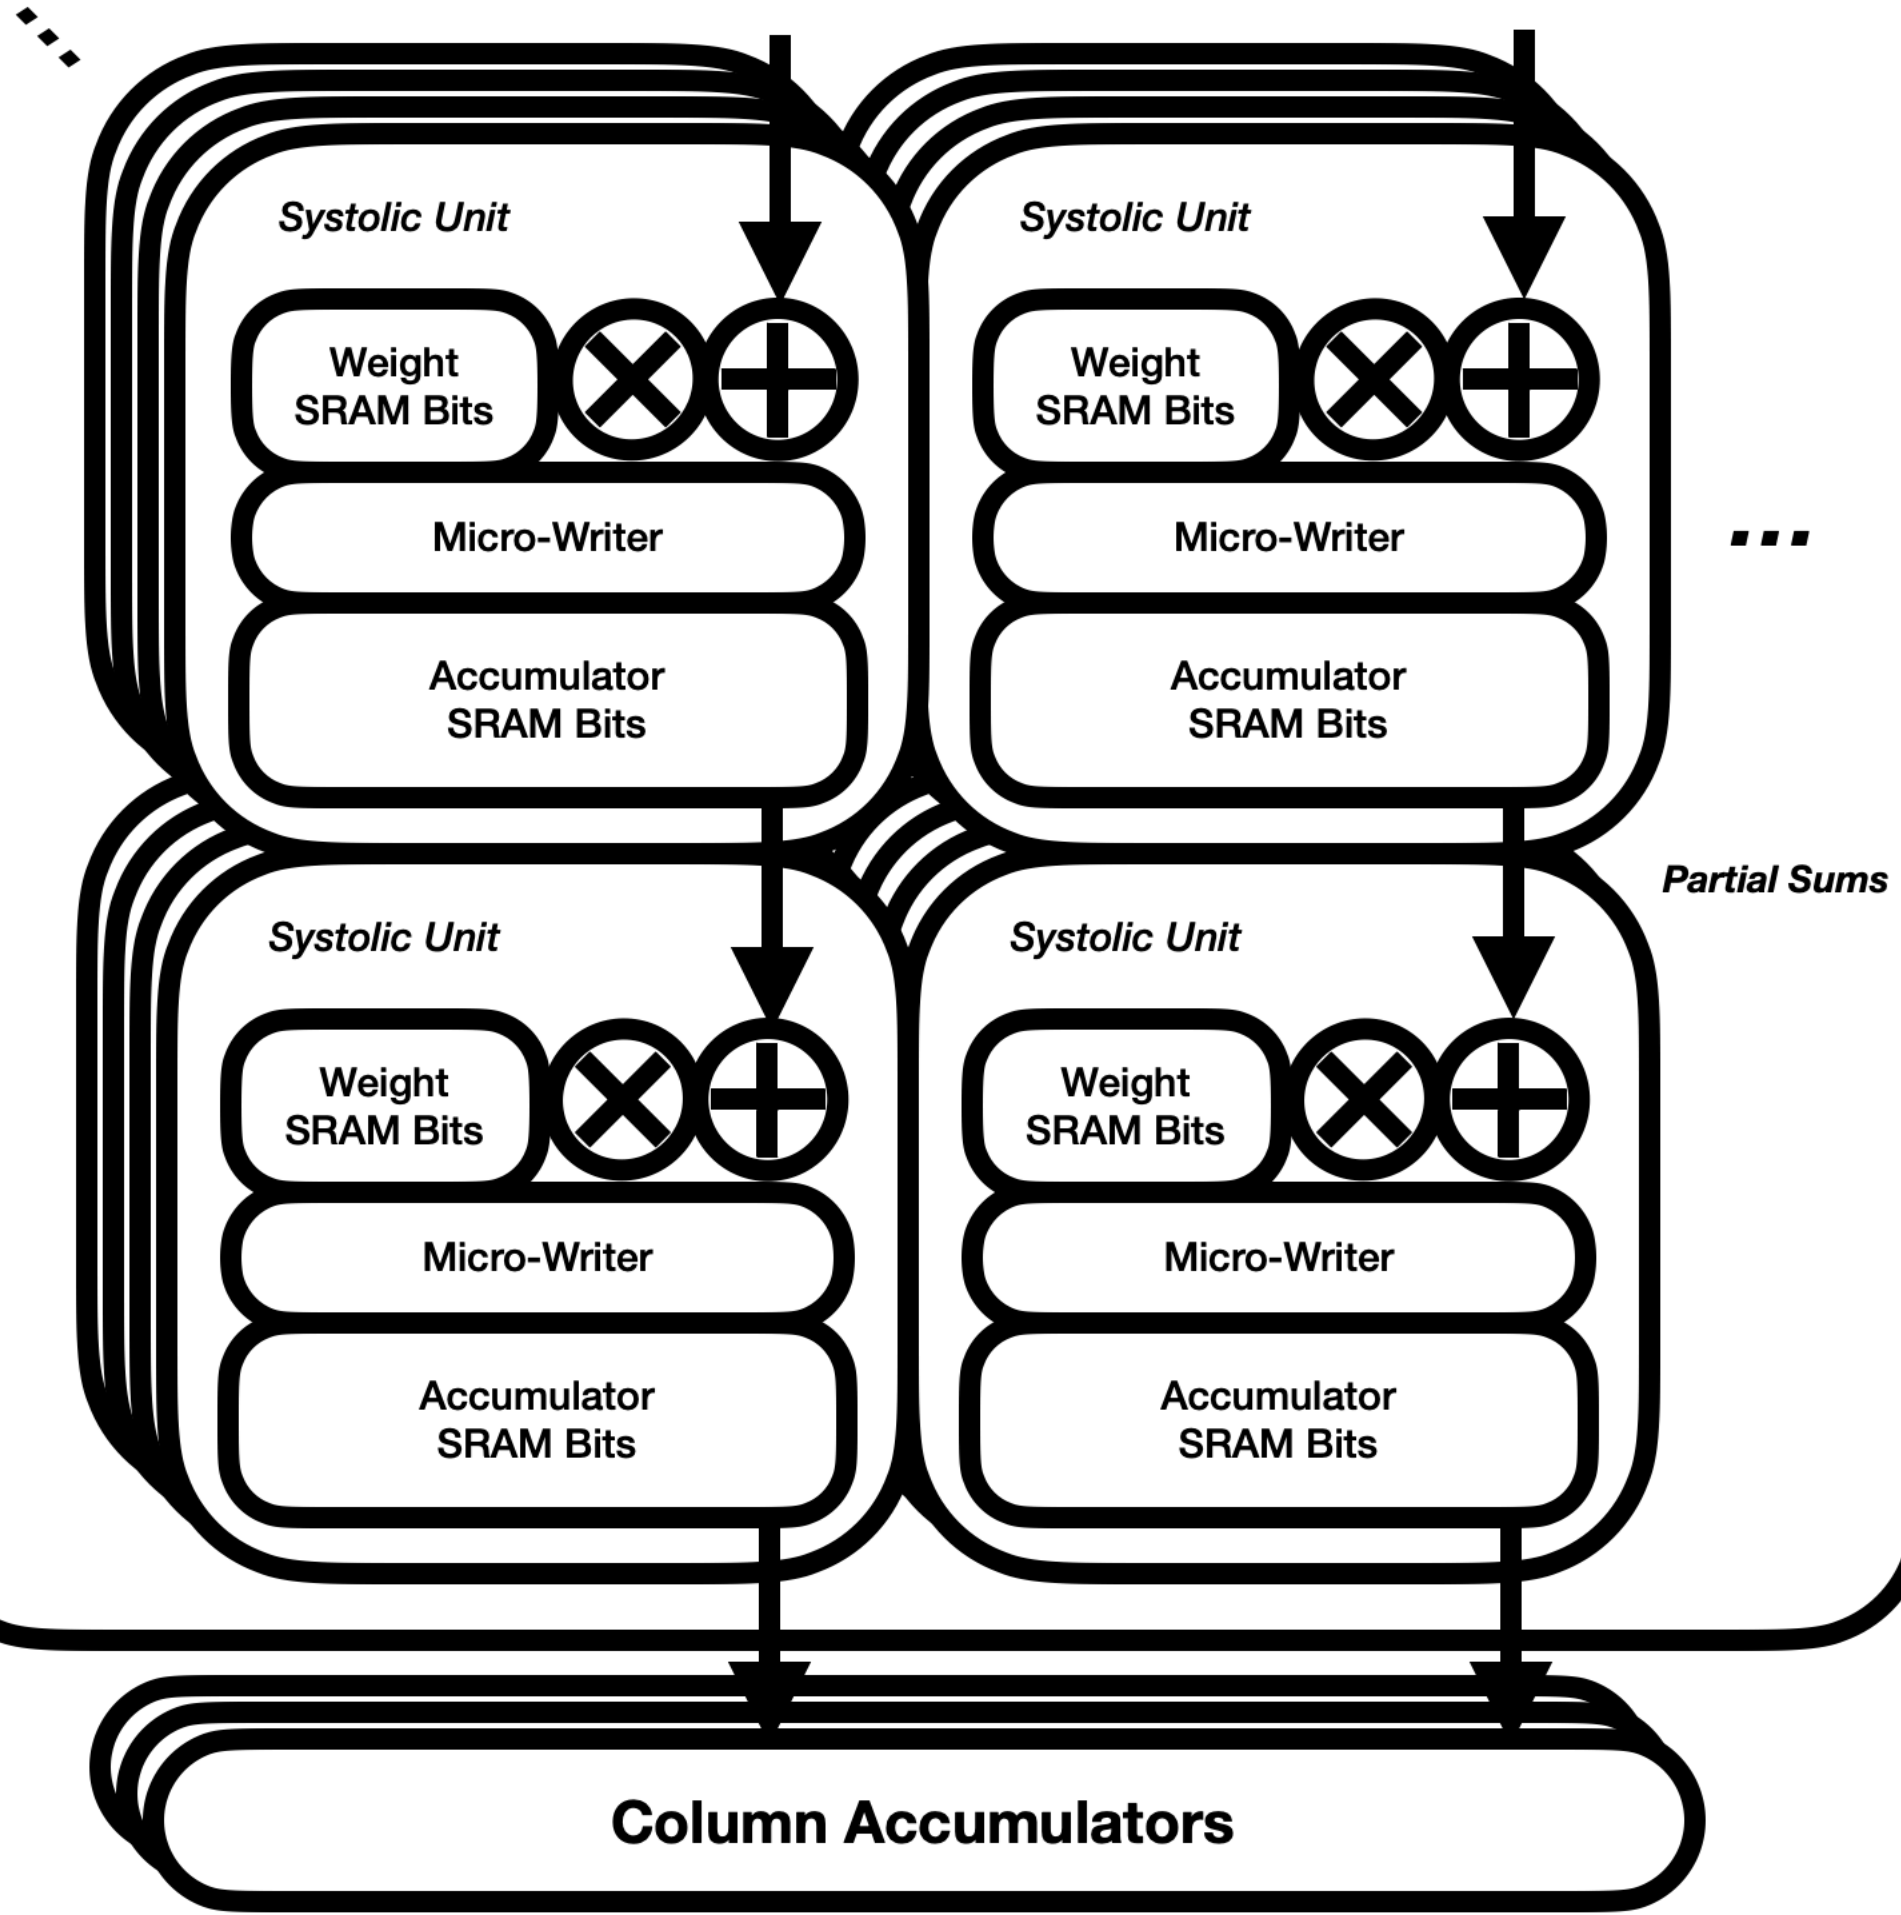 Systolic Unit
Systolic Unit
Weight
SRAM Bits
Weight
SRAM Bits
Micro-Writer
Micro-Writer
...
Accumulator
SRAM Bits
Accumulator
SRAM Bits
Partial Sums
Systolic Unit
Systolic Unit
Weight
SRAM Bits
Weight
SRAM Bits
Micro-Writer
Micro-Writer
Accumulator
SRAM Bits
Accumulator
SRAM Bits
Column Accumulators